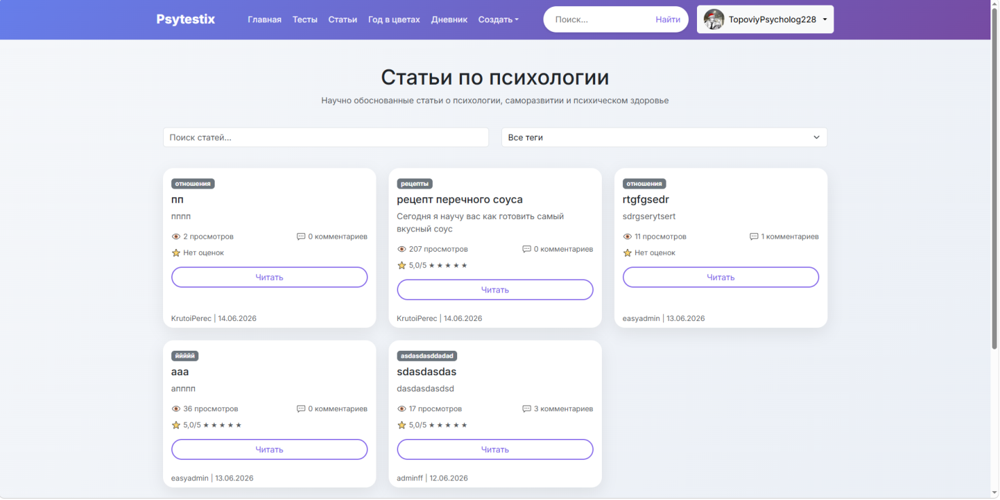 Psytestix Главная Тесты Статьи Год в цветах Дневник Создать Поиск... Найти TopoviyPsycholog228
Статьи по психологии
Научно обоснованные статьи о психологии, саморазвитии и психическом здоровье
Поиск статей... Все теги
отношения
пп
пппп
2 просмотров 0 комментариев
Нет оценок
Читать
KrutoiPerec | 14.06.2026
рецепты
рецепт перечного соуса
Сегодня я научу вас как готовить самый
вкусный соус
207 просмотров 0 комментариев
5,0/5 ★ ★ ★ ★ ★
Читать
KrutoiPerec | 14.06.2026
отношения
rtgfgsedr
sdrgserytsert
11 просмотров 1 комментариев
Нет оценок
Читать
easyadmin | 13.06.2026
ййййй
ааа
апппп
36 просмотров 0 комментариев
5,0/5 ★ ★ ★ ★ ★
Читать
easyadmin | 13.06.2026
asdasdasddadad
sdasdasdas
dasdasdasdsd
17 просмотров 3 комментариев
5,0/5 ★ ★ ★ ★ ★
Читать
adminff | 12.06.2026